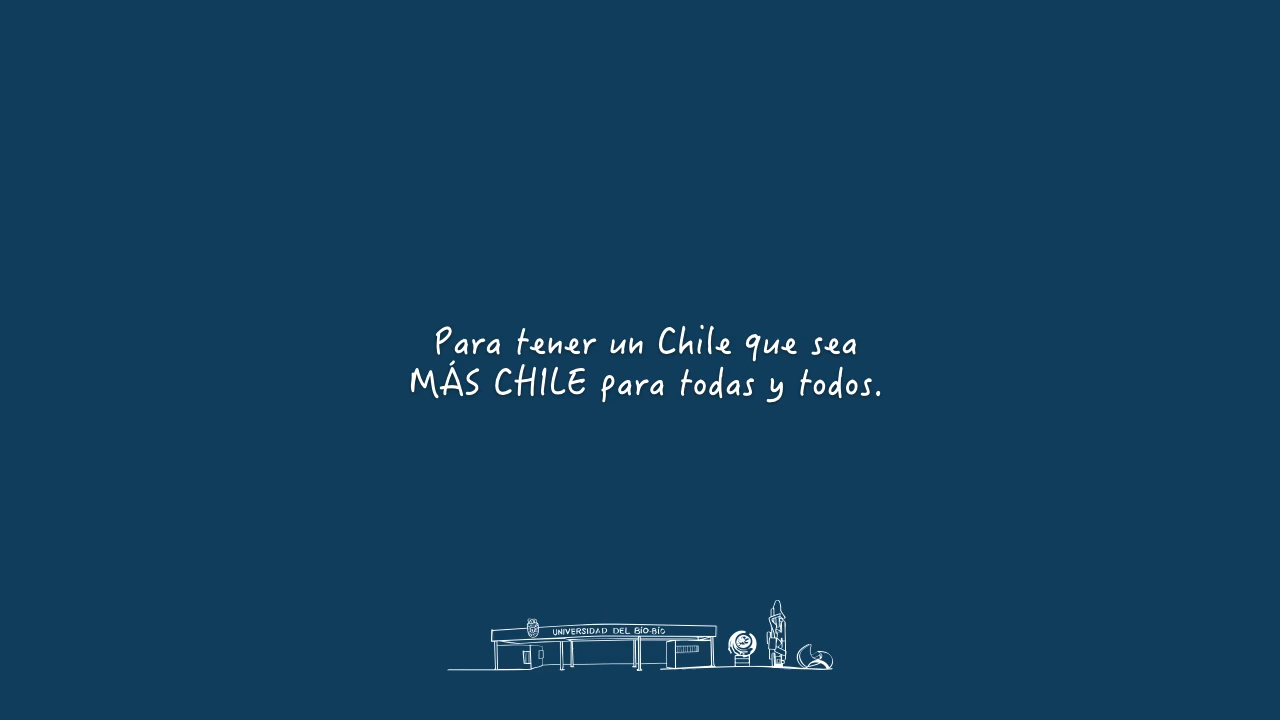 Para tener un Chile que sea
MÁS CHILE para todas y todos.
UNIVERSIDAD DEL BÍO-BÍO